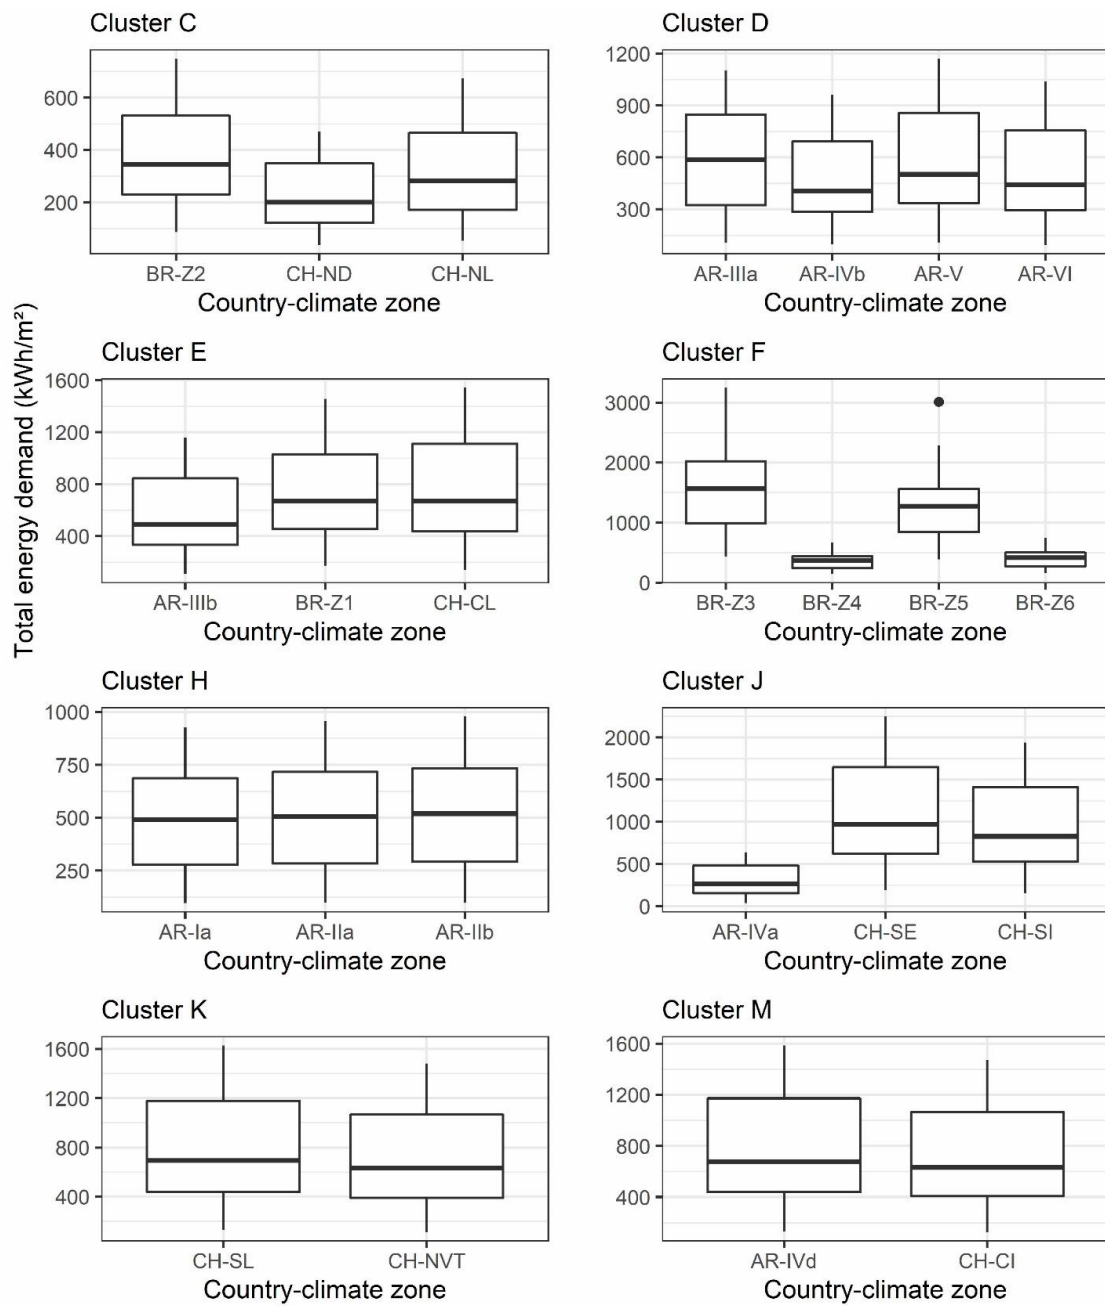 Total energy demand (kWh/m²)
Cluster C
600
400
200
BR-Z2 CH-ND CH-NL
Country-climate zone
Cluster D
1200
900
600
300
AR-IIIa AR-IVb AR-V AR-VI
Country-climate zone
Cluster E
1600
1200
800
400
AR-IIIb BR-Z1 CH-CL
Country-climate zone
Cluster F
3000
2000
1000
0
BR-Z3 BR-Z4 BR-Z5 BR-Z6
Country-climate zone
Cluster H
1000
750
500
250
AR-Ia AR-IIa AR-IIb
Country-climate zone
Cluster J
2000
1500
1000
500
0
AR-IVa CH-SE CH-SI
Country-climate zone
Cluster K
1600
1200
800
400
CH-SL CH-NVT
Country-climate zone
Cluster M
1600
1200
800
400
AR-IVd CH-CI
Country-climate zone